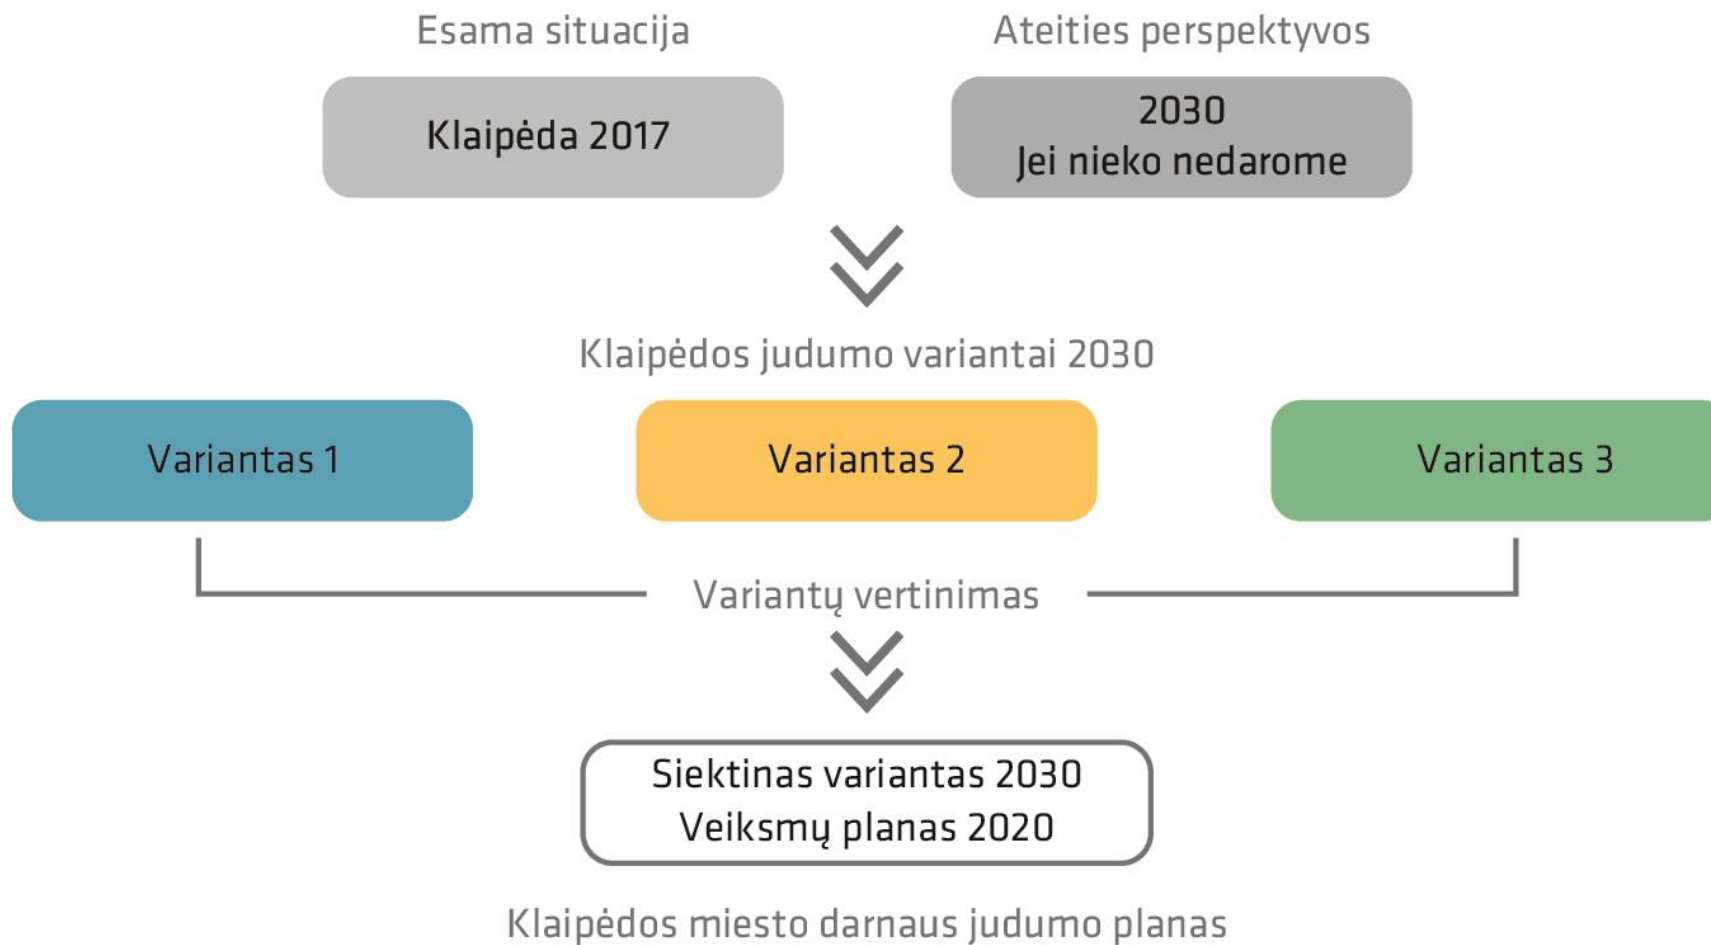 Esama situacija
Ateities perspektyvos
Klaipėda 2017
2030
Jei nieko nedarome
Klaipėdos judumo variantai 2030
Variantas 1
Variantas 2
Variantas 3
Variantų vertinimas
Siektinas variantas 2030
Veiksmų planas 2020
Klaipėdos miesto darnaus judumo planas